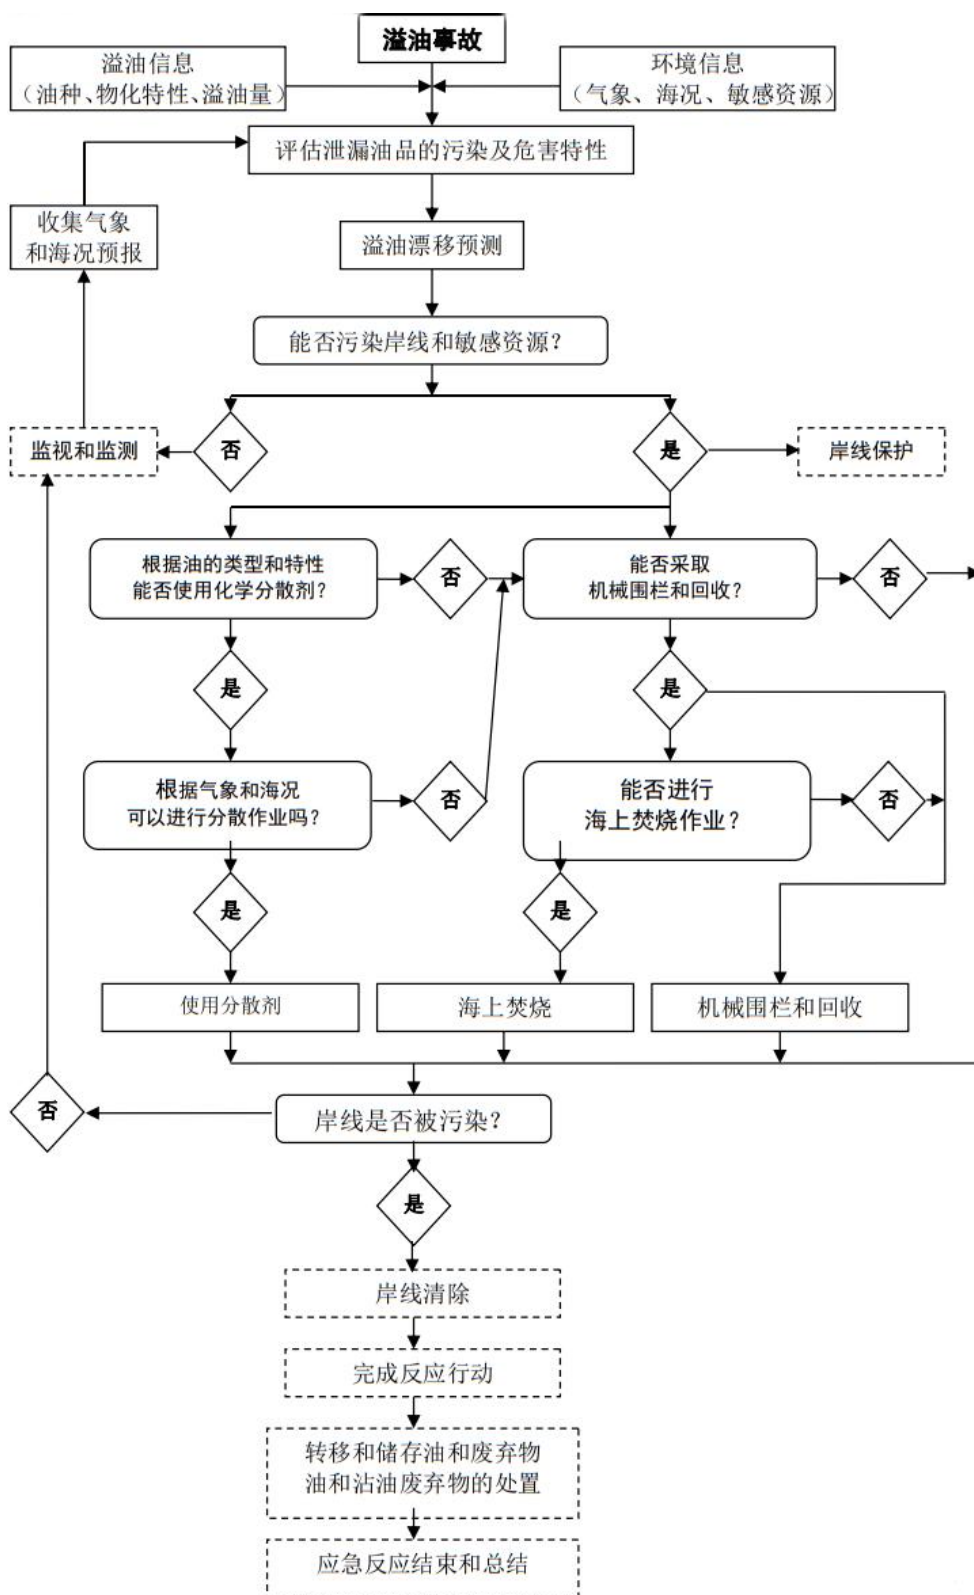 溢油事故
溢油信息
（油种、物化特性、溢油量）
环境信息
（气象、海况、敏感资源）
评估泄漏油品的污染及危害特性
收集气象
和海况预报
溢油漂移预测
能否污染岸线和敏感资源？
监视和监测
否
是
岸线保护
根据油的类型和特性
能否使用化学分散剂？
否
能否采取
机械围栏和回收？
否
是
是
根据气象和海况
可以进行分散作业吗？
否
能否进行
海上焚烧作业？
否
是
是
使用分散剂
海上焚烧
机械围栏和回收
否
岸线是否被污染？
是
岸线清除
完成反应行动
转移和储存油和废弃物
油和沾油废弃物的处置
应急反应结束和总结